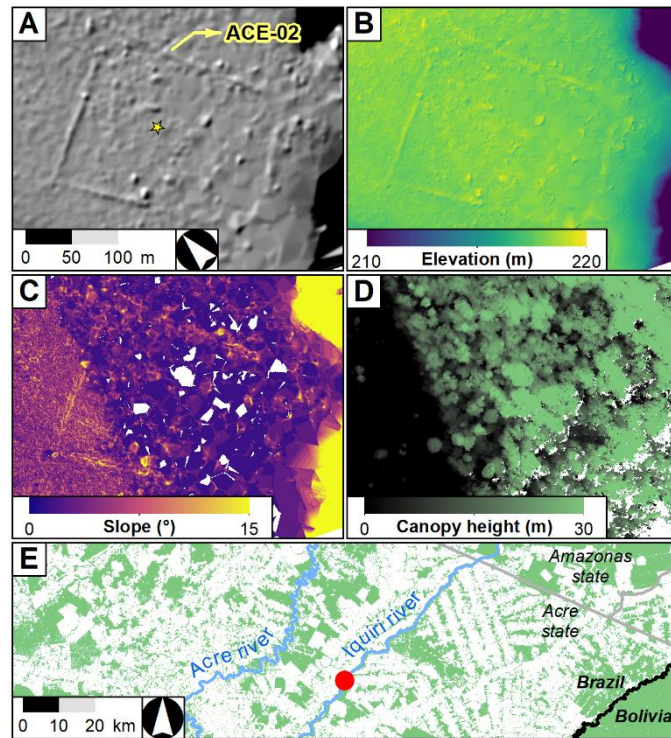 A
ACE-02
0 50 100 m
B
Elevation (m)
210 220
C
Slope (°)
0 15
D
Canopy height (m)
0 30
E
Amazonas
state
Acre
state
Acre river
Iquiri river
Brazil
Bolivia
0 10 20 km